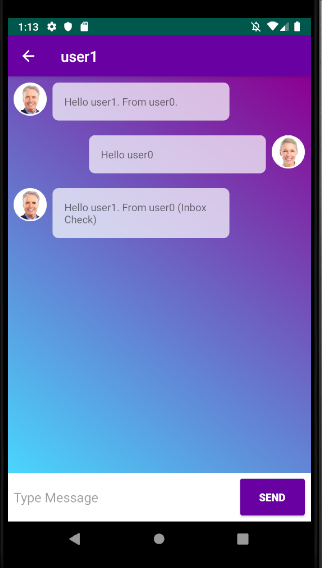 1:13
user1
Hello user1. From user0.
Hello user0
Hello user1. From user0 (Inbox
Check)
Type Message
SEND